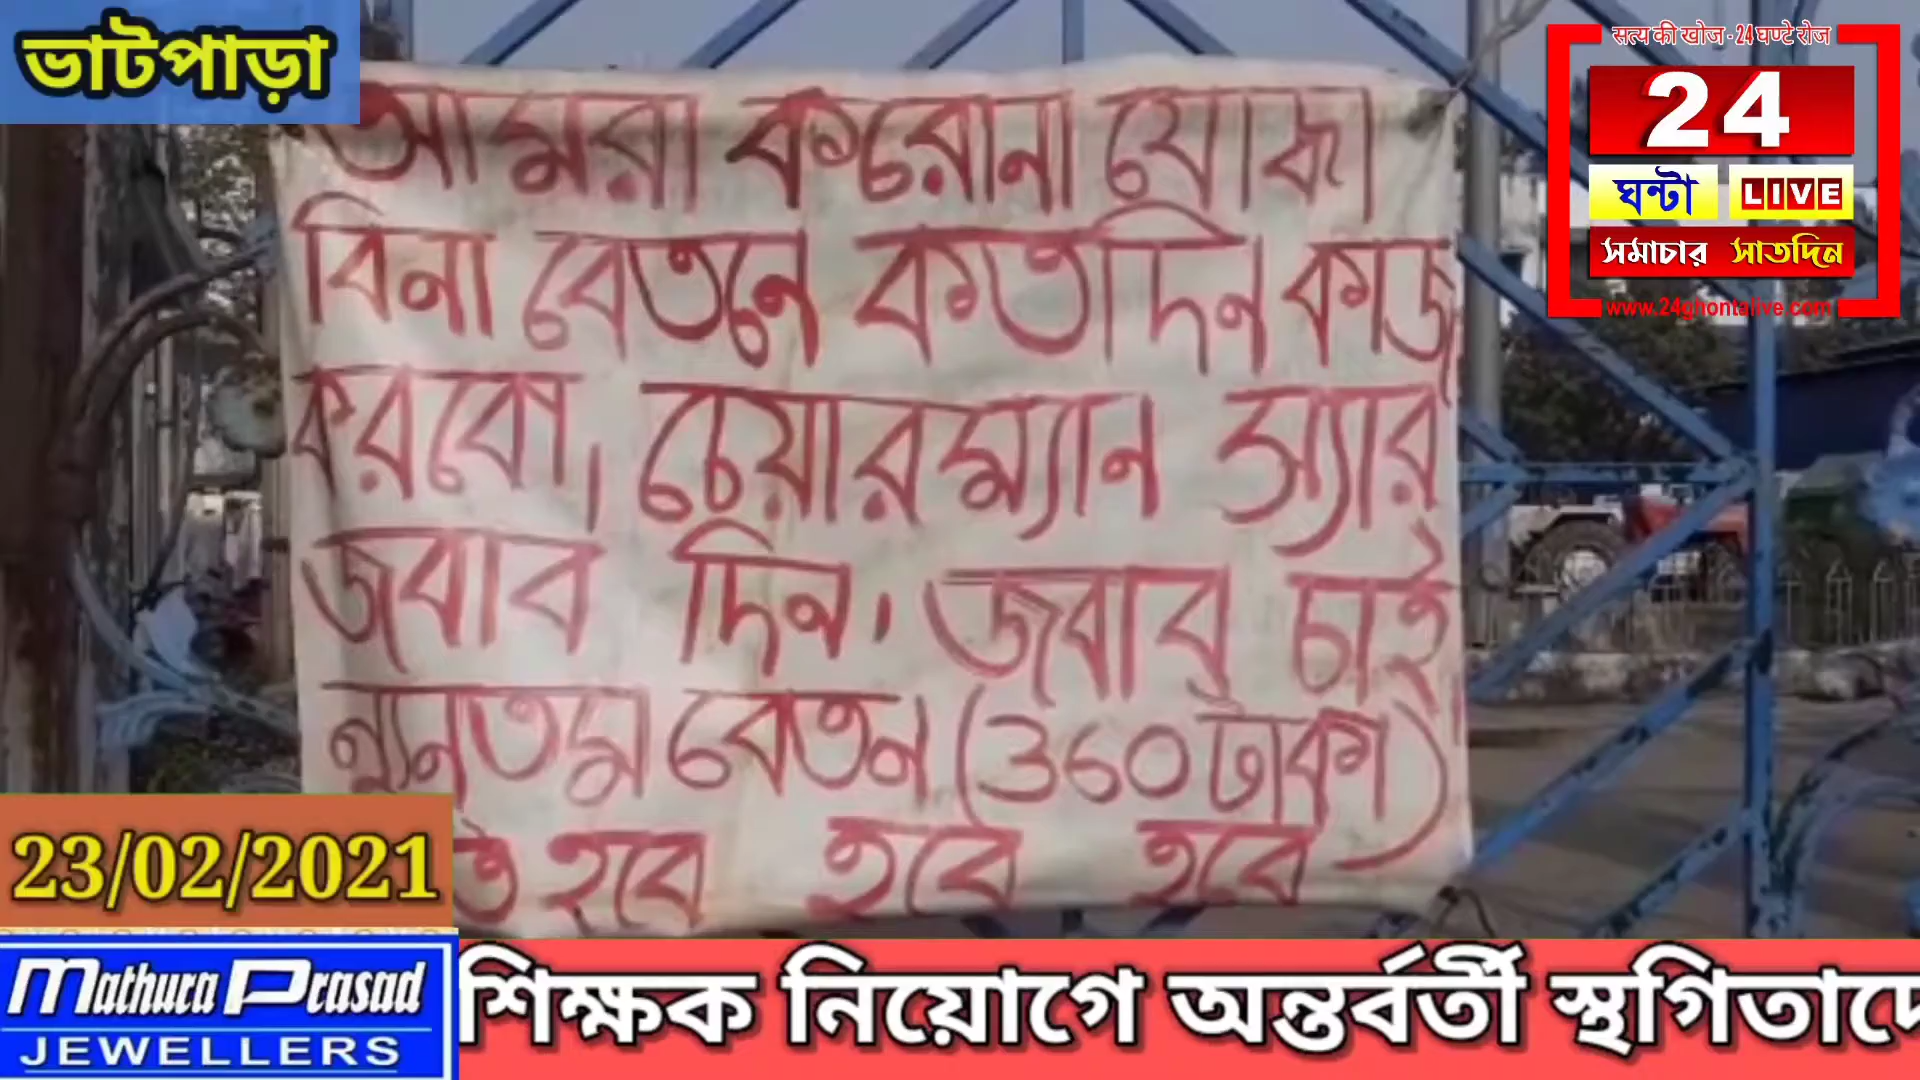 ভাটপাড়া
সত্য की खोज - 24 घण्टे रोज
24
ঘন্টা LIVE
সমাচার সাতদিন
www.24ghontalive.com
আমরা করোনা যোদ্ধা
বিনা বেতনে কতদিন কাজ
করবো, চেয়ারম্যান স্যার
জবাব দিন, জবাব চাই
ন্যূনতম বেতন (360 টাকা)
হবে হবে হবে
23/02/2021
Mathura Prasad
JEWELLERS
শিক্ষক নিয়োগে অন্তর্বর্তী স্থগিতাদে